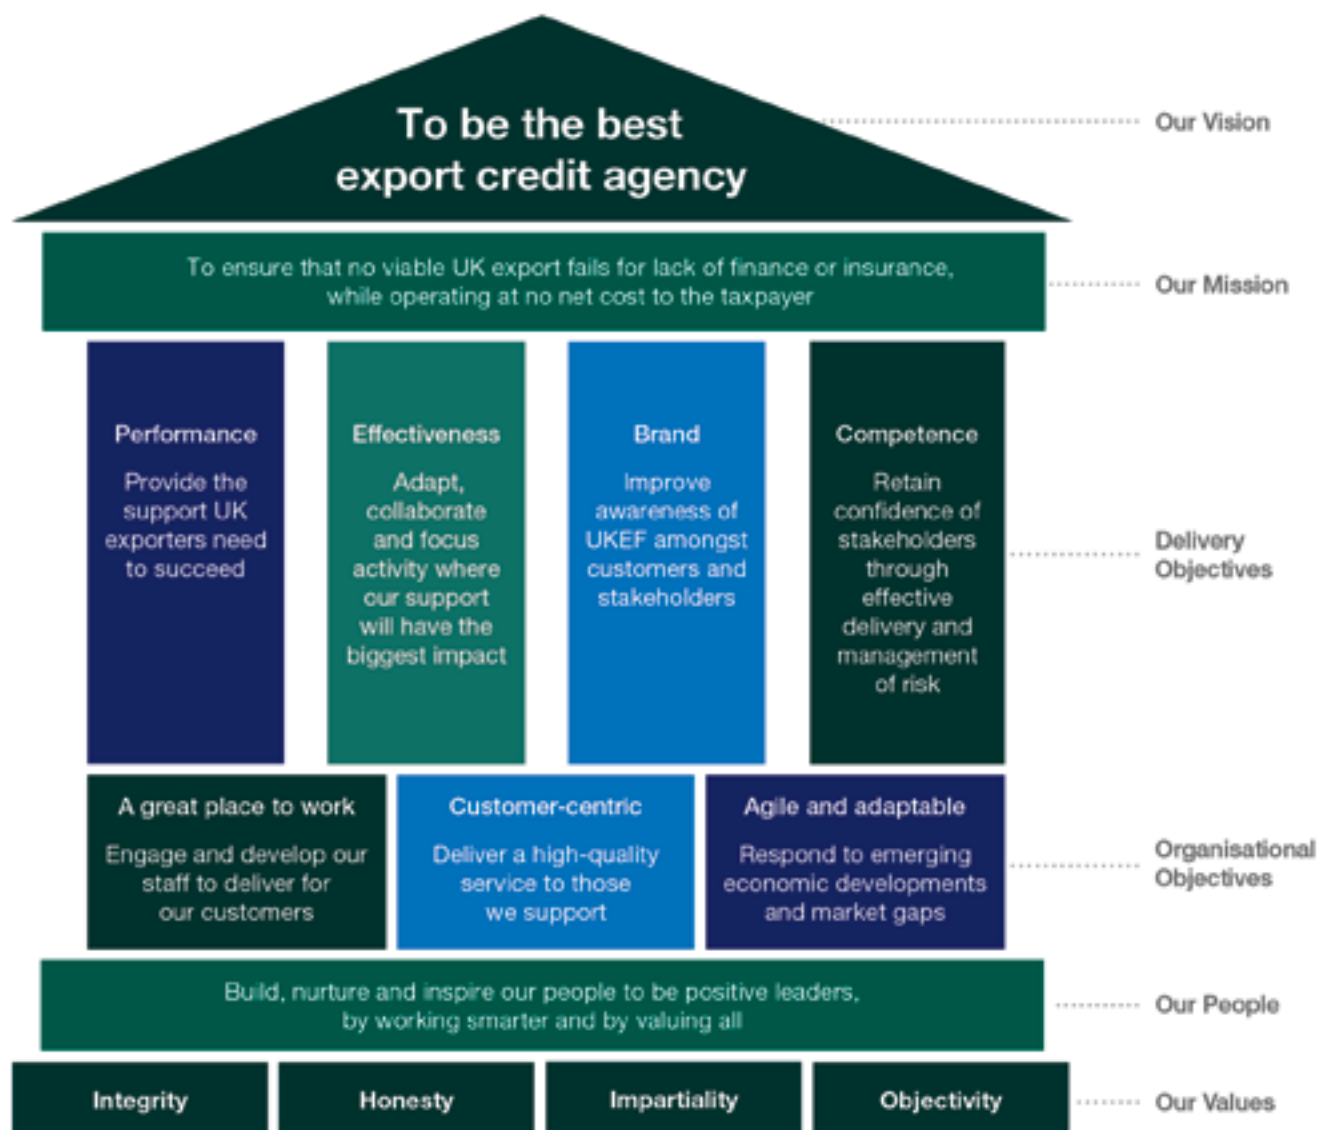 To be the best
export credit agency
Our Vision
To ensure that no viable UK export fails for lack of finance or insurance,
while operating at no net cost to the taxpayer
Our Mission
Performance
Provide the
support UK
exporters need
to succeed
Effectiveness
Adapt,
collaborate
and focus
activity where
our support
will have the
biggest impact
Brand
Improve
awareness of
UKEF amongst
customers and
stakeholders
Competence
Retain
confidence of
stakeholders
through
effective
delivery and
management
of risk
Delivery
Objectives
A great place to work
Engage and develop our
staff to deliver for
our customers
Customer-centric
Deliver a high-quality
service to those
we support
Agile and adaptable
Respond to emerging
economic developments
and market gaps
Organisational
Objectives
Build, nurture and inspire our people to be positive leaders,
by working smarter and by valuing all
Our People
Integrity
Honesty
Impartiality
Objectivity
Our Values